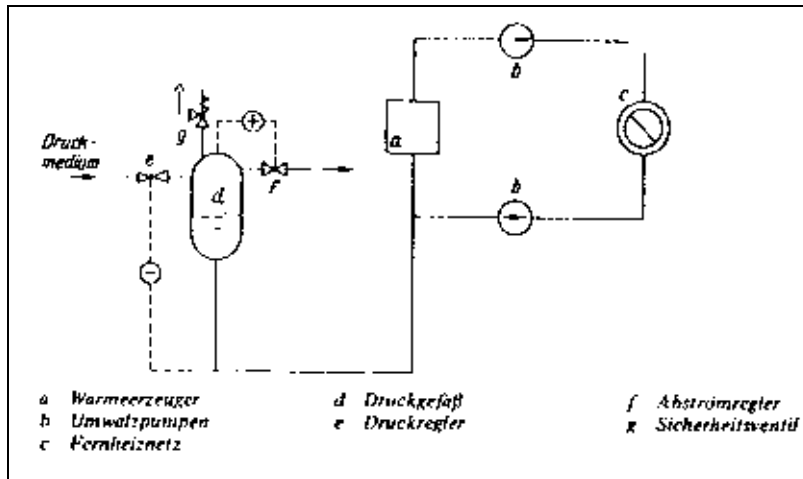 b
c
g
a
Druck-
medium
e
f
d
b
a Wärmeerzeuger
b Umwälzpumpen
c Fernheiznetz
d Druckgefäß
e Druckregler
f Abströmregler
g Sicherheitsventil